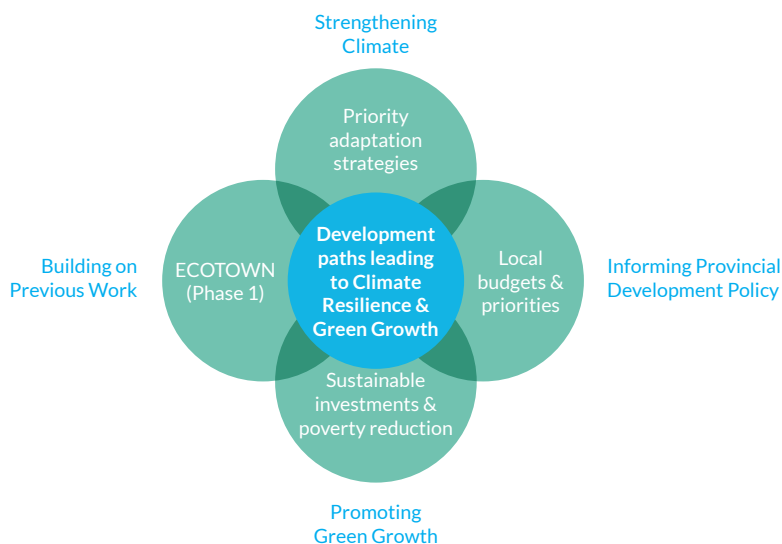 Strengthening
Climate
Priority
adaptation
strategies
Building on
Previous Work
ECOTOWN
(Phase 1)
Development
paths leading
to Climate
Resilience &
Green Growth
Local
budgets &
priorities
Informing Provincial
Development Policy
Sustainable
investments &
poverty reduction
Promoting
Green Growth